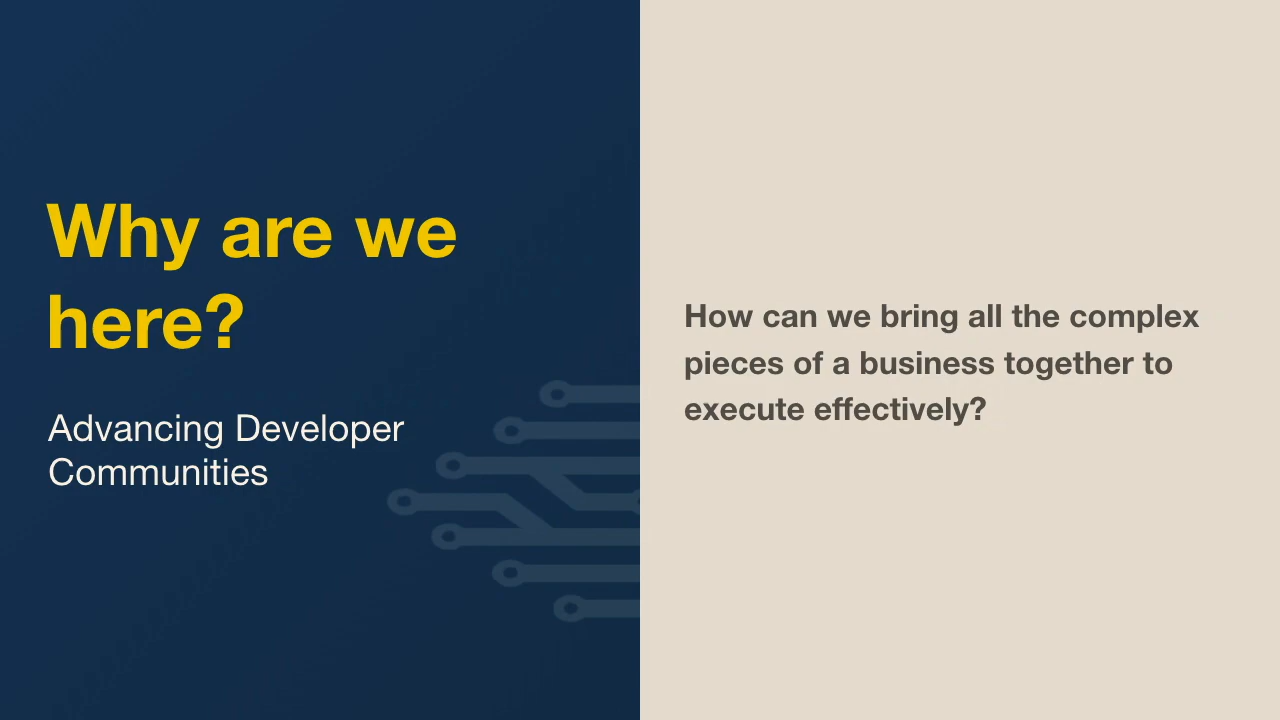 Why are we
here?
Advancing Developer
Communities
How can we bring all the complex
pieces of a business together to
execute effectively?